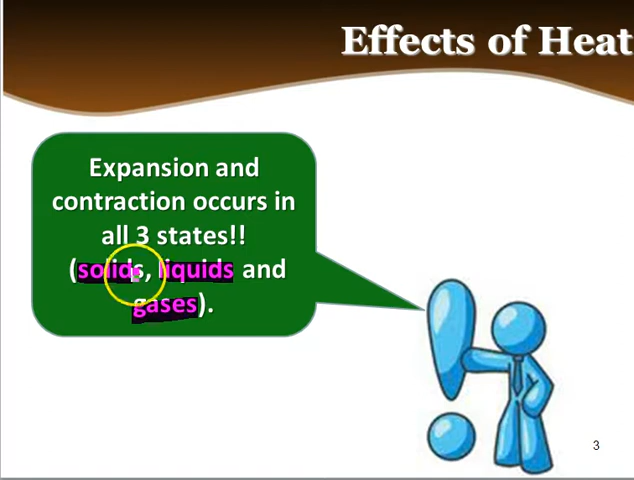 Effects of Heat
Expansion and
contraction occurs in
all 3 states!!
(solids, liquids and
gases).
3